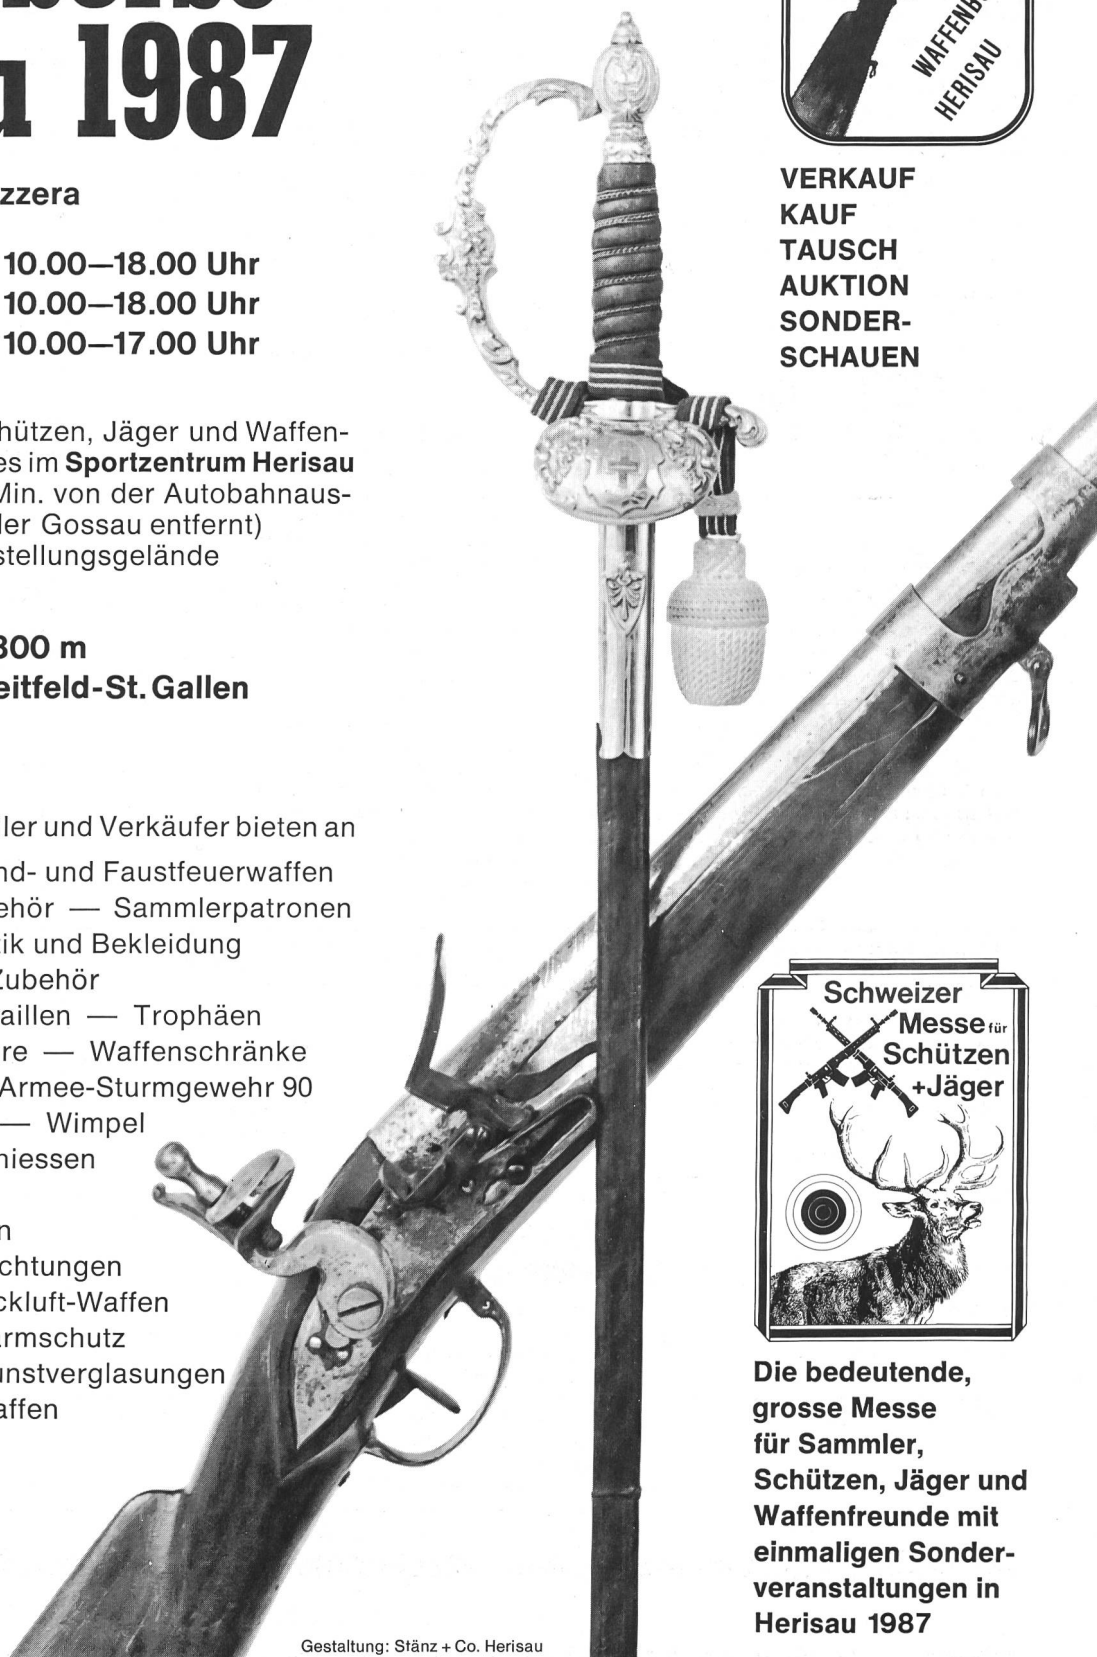 u 1987
zzera
10.00—18.00 Uhr
10.00—18.00 Uhr
10.00—17.00 Uhr
hützen, Jäger und Waffen-
es im Sportzentrum Herisau
Min. von der Autobahnaus-
der Gossau entfernt)
stellungsgelände
300 m
eitfeld-St. Gallen
ler und Verkäufer bieten an
nd- und Faustfeuerwaffen
ehör — Sammlerpatronen
tik und Bekleidung
Zubehör
aillen — Trophäen
re — Waffenschränke
Armee-Sturmgewehr 90
— Wimpel
hiessen
n
chtungen
ckluft-Waffen
ärmschutz
unstverglasungen
affen
Gestaltung: Stänz + Co. Herisau
HERISAU
VERKAUF
KAUF
TAUSCH
AUKTION
SONDER-
SCHAUEN
Schweizer
Messe für
Schützen
+Jäger
Die bedeutende,
grosse Messe
für Sammler,
Schützen, Jäger und
Waffenfreunde mit
einmaligen Sonder-
veranstaltungen in
Herisau 1987